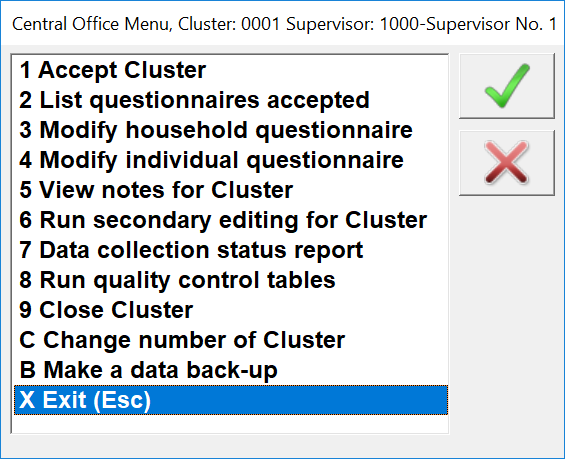 Central Office Menu, Cluster: 0001 Supervisor: 1000-Supervisor No. 1
1 Accept Cluster
2 List questionnaires accepted
3 Modify household questionnaire
4 Modify individual questionnaire
5 View notes for Cluster
6 Run secondary editing for Cluster
7 Data collection status report
8 Run quality control tables
9 Close Cluster
C Change number of Cluster
B Make a data back-up
X Exit (Esc)